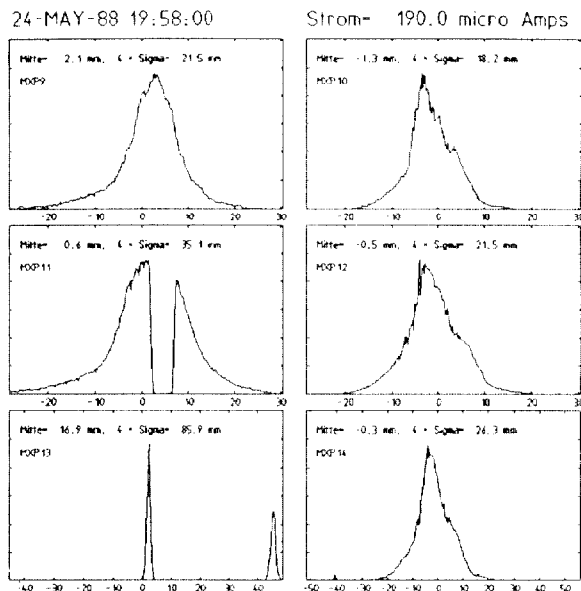 24-MAY-88 19:58:00 Strom- 190.0 micro Amps
Mitte- 2.1 mm, 4 * Sigma- 21.5 mm
MXP9
-20 -10 0 10 20 30
Mitte- -1.3 mm, 4 * Sigma- 18.2 mm
MXP10
-20 -10 0 10 20 30
Mitte- 0.6 mm, 4 * Sigma- 35.1 mm
MXP11
-20 -10 0 10 20 30
Mitte- -0.5 mm, 4 * Sigma- 21.5 mm
MXP12
-20 -10 0 10 20 30
Mitte- 16.9 mm, 4 * Sigma- 85.9 mm
MXP13
-40 -30 -20 -10 0 10 20 30 40
Mitte- -0.3 mm, 4 * Sigma- 26.3 mm
MXP14
-50 -40 -30 -20 -10 0 10 20 30 40 50